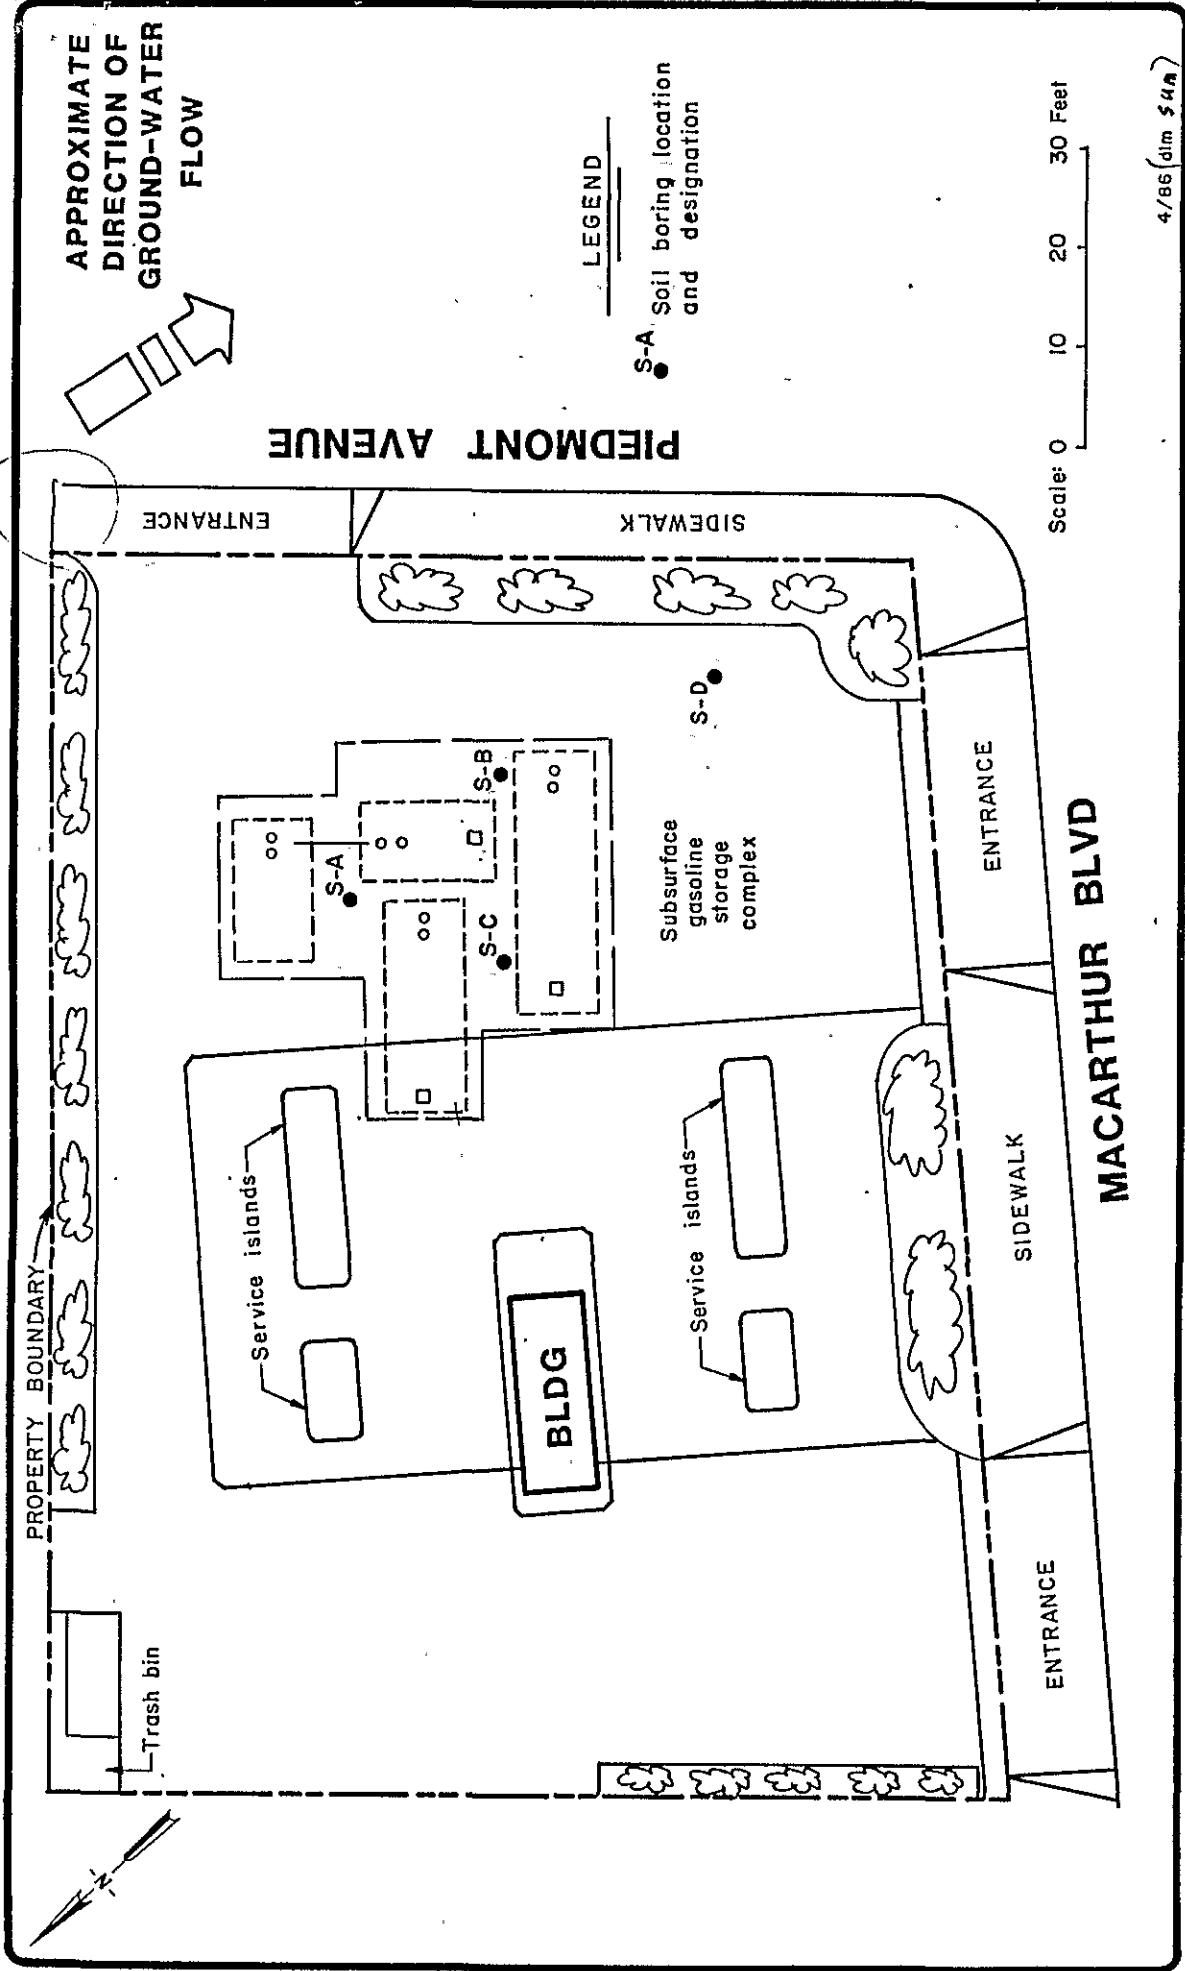 APPROXIMATE
DIRECTION OF
GROUND-WATER
FLOW
PROPERTY BOUNDARY
Trash bin
N
ENTRANCE
PIEDMONT AVENUE
SIDEWALK
Service islands
S-A
S-B
S-C
S-D
Subsurface
gasoline
storage
complex
BLDG
Service islands
ENTRANCE
SIDEWALK
ENTRANCE
MACARTHUR BLVD
LEGEND
S-A
Soil boring location
and designation
Scale: 0 10 20 30 Feet
4/86 (dlm sun)